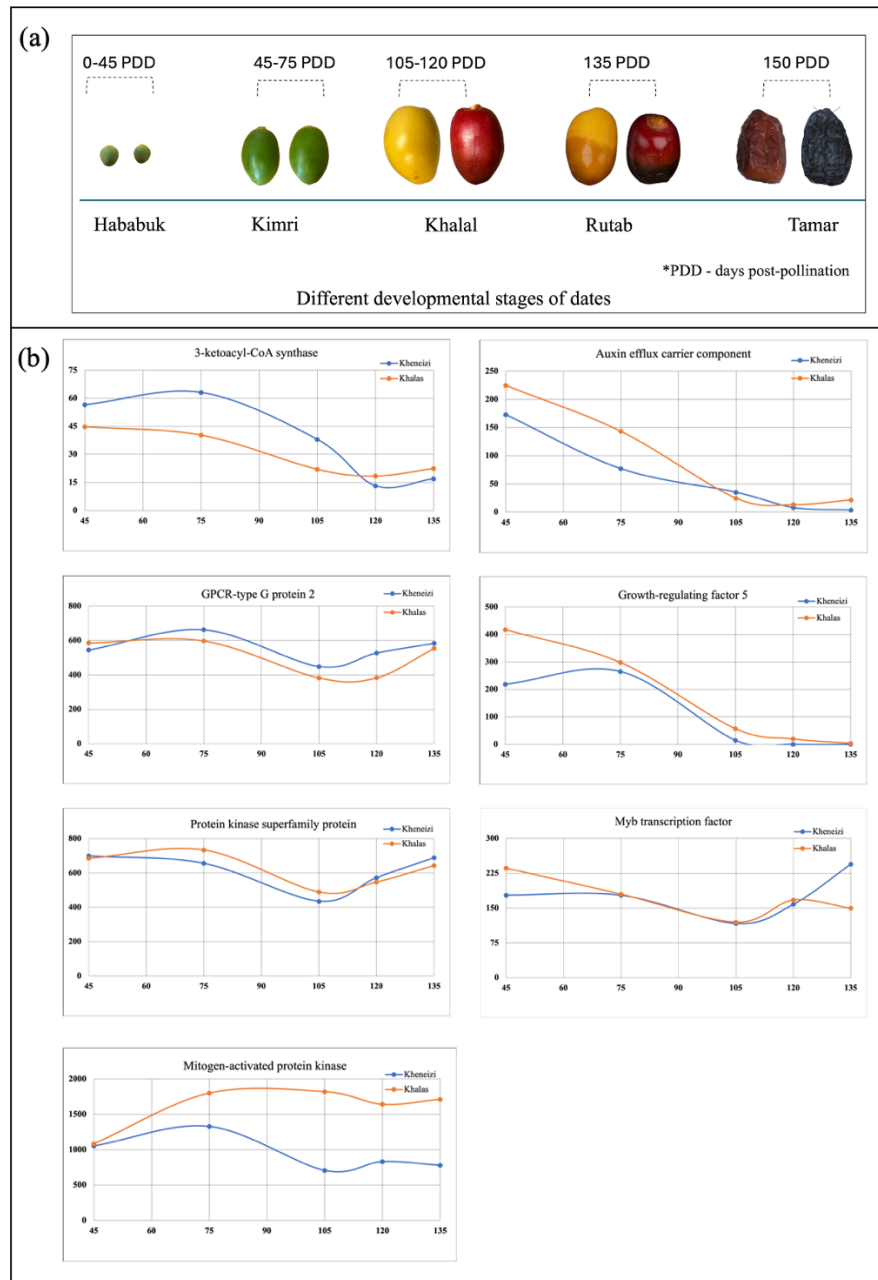 (a)
0-45 PDD 45-75 PDD 105-120 PDD 135 PDD 150 PDD
Hababuk Kimri Khalal Rutab Tamar
*PDD - days post-pollination
Different developmental stages of dates
(b)
3-ketoacyl-CoA synthase
Kheneizi
Khalas
75
60
45
30
15
0
45 60 75 90 105 120 135
Auxin efflux carrier component
Kheneizi
Khalas
250
200
150
100
50
0
45 60 75 90 105 120 135
GPCR-type G protein 2
Kheneizi
Khalas
800
600
400
200
0
45 60 75 90 105 120 135
Growth-regulating factor 5
Kheneizi
Khalas
500
400
300
200
100
0
45 60 75 90 105 120 135
Protein kinase superfamily protein
Kheneizi
Khalas
800
600
400
200
0
45 60 75 90 105 120 135
Myb transcription factor
Kheneizi
Khalas
300
225
150
75
0
45 60 75 90 105 120 135
Mitogen-activated protein kinase
Kheneizi
Khalas
2000
1500
1000
500
0
45 60 75 90 105 120 135